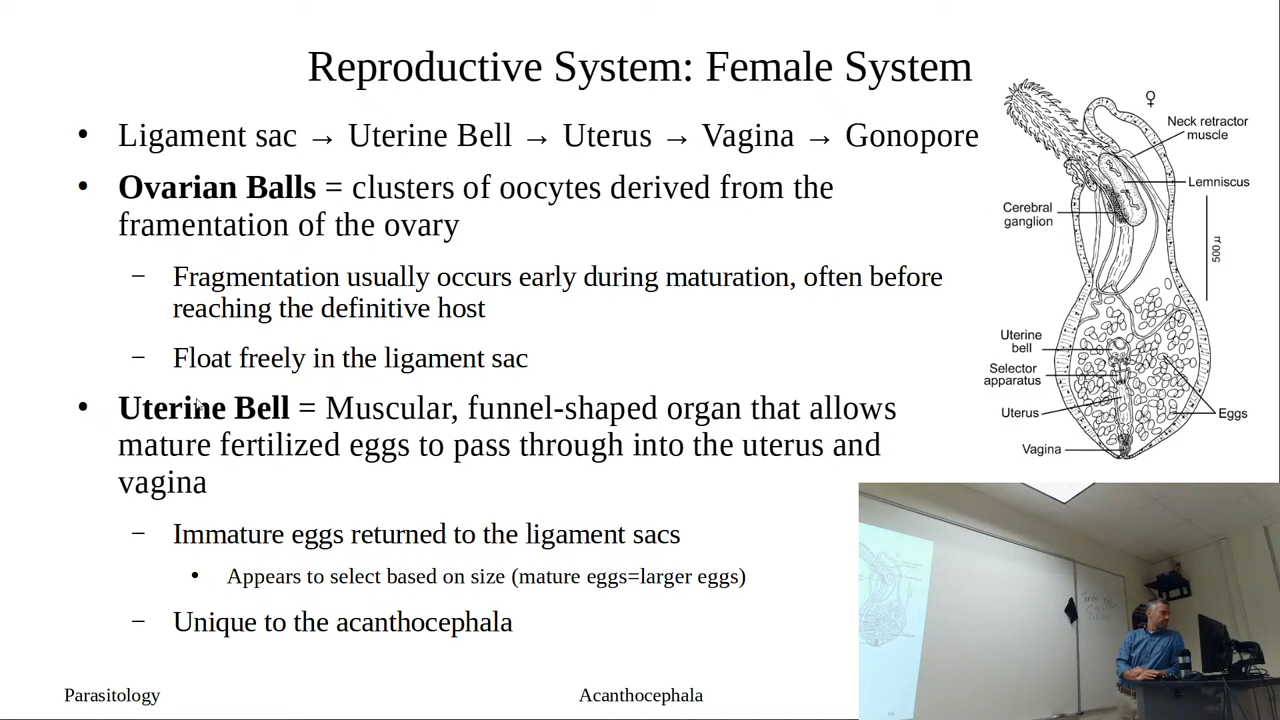 Reproductive System: Female System
• Ligament sac → Uterine Bell → Uterus → Vagina → Gonopore
• Ovarian Balls = clusters of oocytes derived from the
framentation of the ovary
– Fragmentation usually occurs early during maturation, often before
reaching the definitive host
– Float freely in the ligament sac
• Uterine Bell = Muscular, funnel-shaped organ that allows
mature fertilized eggs to pass through into the uterus and
vagina
– Immature eggs returned to the ligament sacs
• Appears to select based on size (mature eggs=larger eggs)
– Unique to the acanthocephala
♀
Neck retractor
muscle
Lemniscus
Cerebral
ganglion
500
Uterine
bell
Selector
apparatus
Uterus
Eggs
Vagina
Parasitology
Acanthocephala